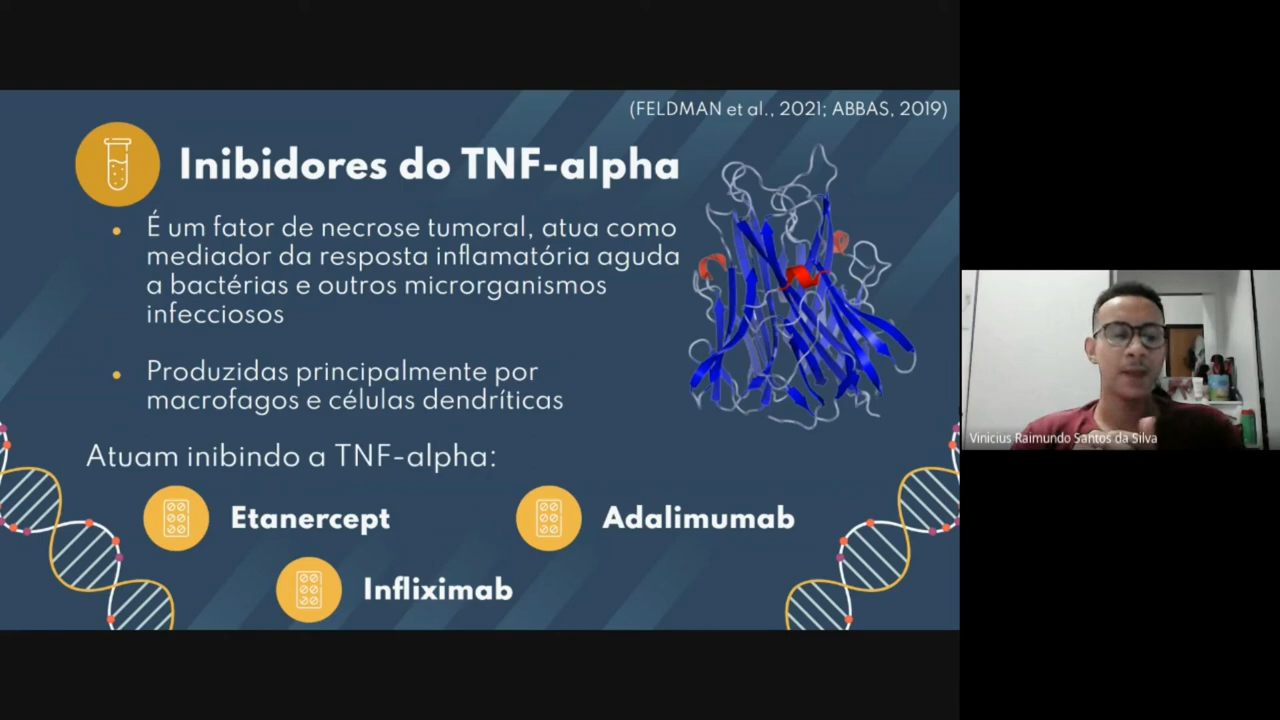 (FELDMAN et al., 2021; ABBAS, 2019)
Inibidores do TNF-alpha
É um fator de necrose tumoral, atua como
mediador da resposta inflamatória aguda
a bactérias e outros microrganismos
infecciosos
Produzidas principalmente por
macrofagos e células dendríticas
Atuam inibindo a TNF-alpha:
Etanercept
Adalimumab
Infliximab
Vinicius Raimundo Santos da Silva